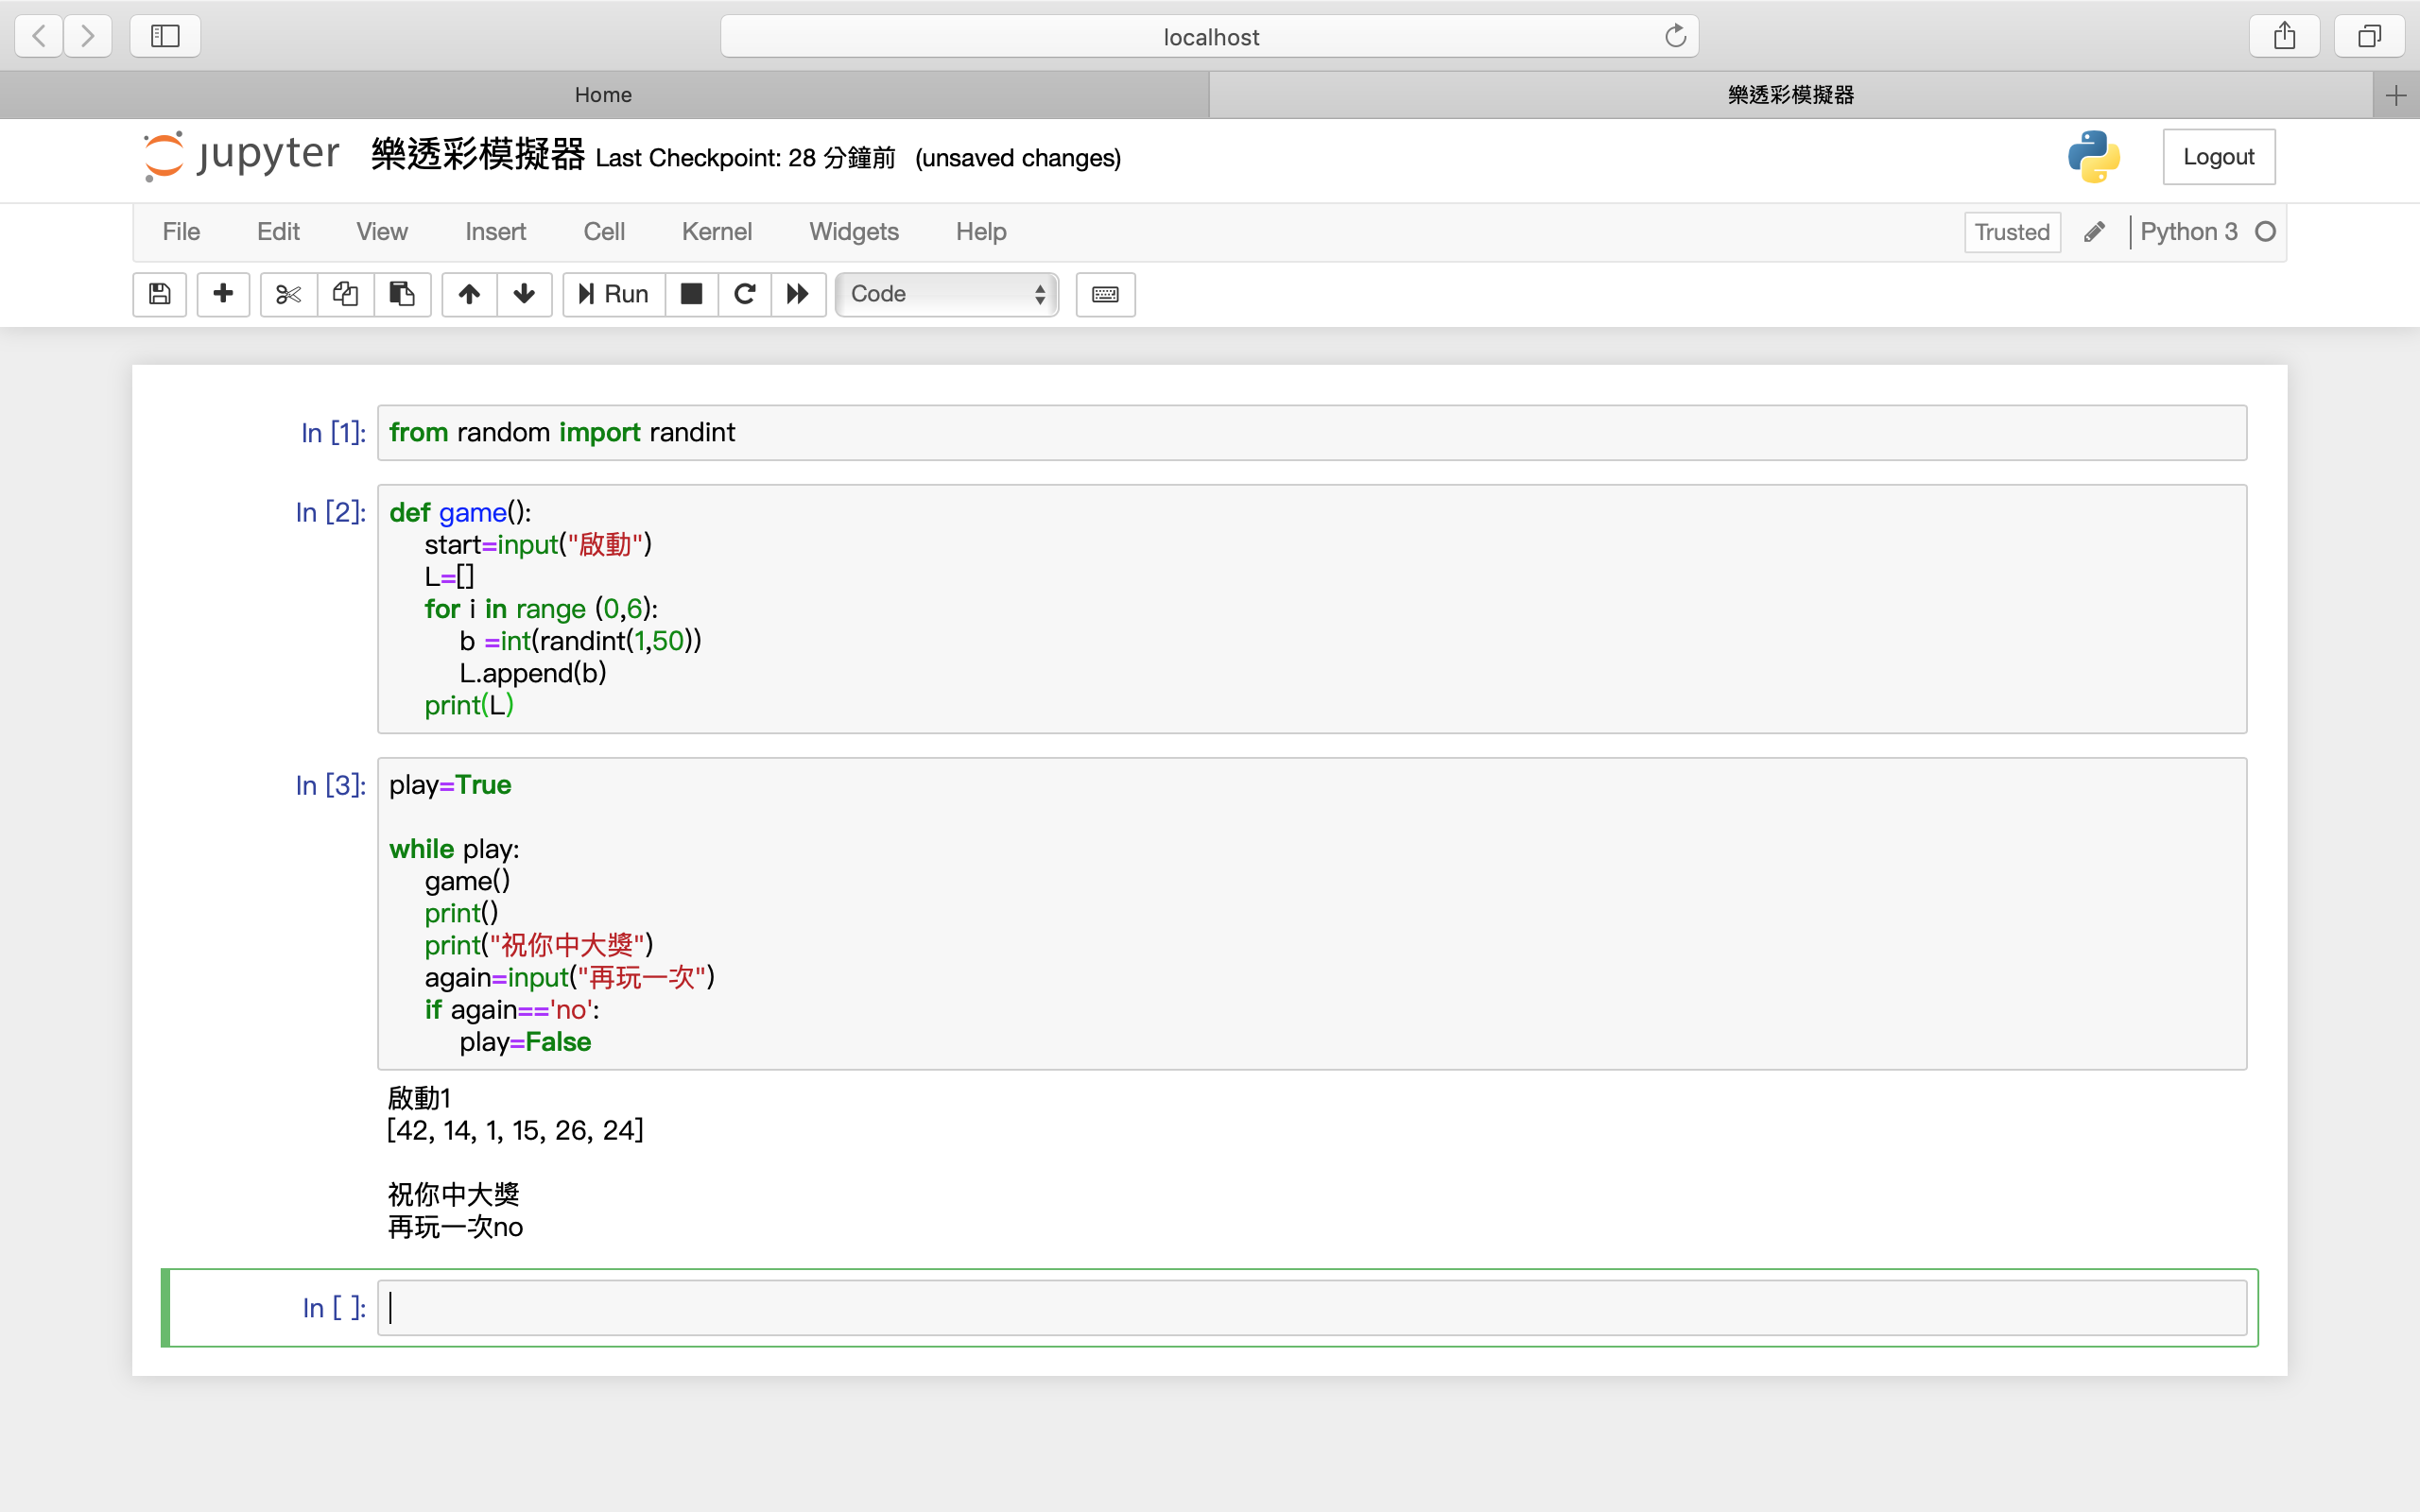 localhost
Home
樂透彩模擬器
jupyter 樂透彩模擬器 Last Checkpoint: 28 分鐘前 (unsaved changes)
Logout
File Edit View Insert Cell Kernel Widgets Help
Trusted Python 3
Run Code
In [1]: from random import randint
In [2]: def game():
start=input("啟動")
L=[]
for i in range (0,6):
b =int(randint(1,50))
L.append(b)
print(L)
In [3]: play=True
while play:
game()
print()
print("祝你中大獎")
again=input("再玩一次")
if again=='no':
play=False
啟動1
[42, 14, 1, 15, 26, 24]
祝你中大獎
再玩一次no
In [ ]: